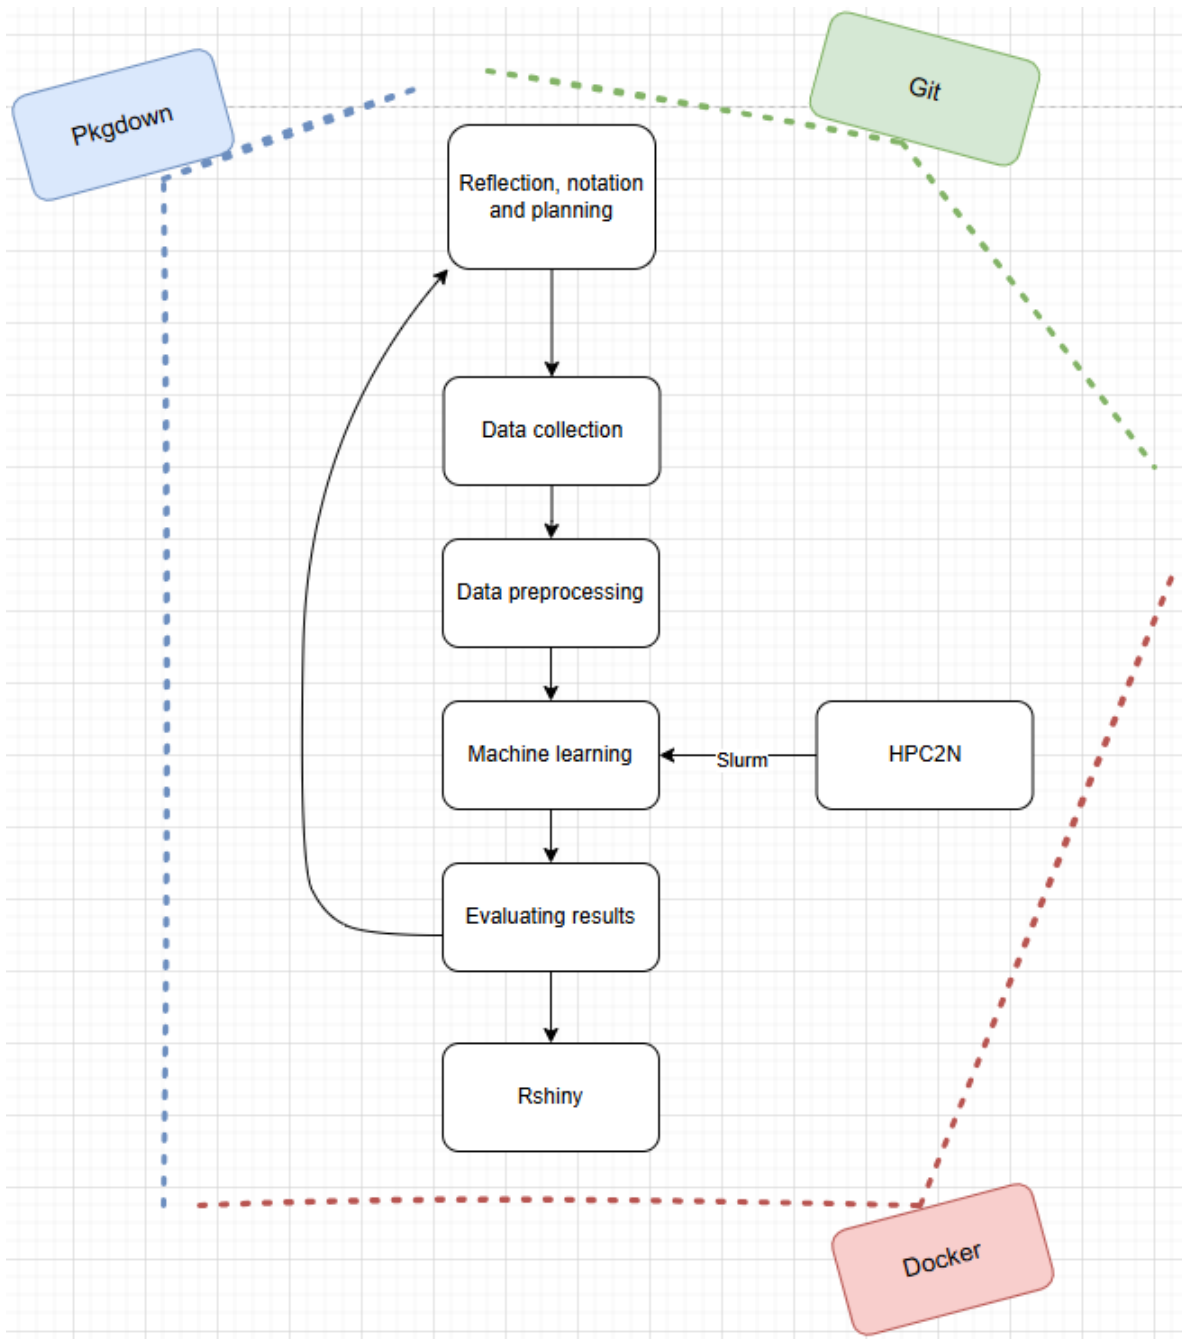 Pkgdown
Git
Reflection, notation
and planning
Data collection
Data preprocessing
Machine learning
Slurm
HPC2N
Evaluating results
Rshiny
Docker